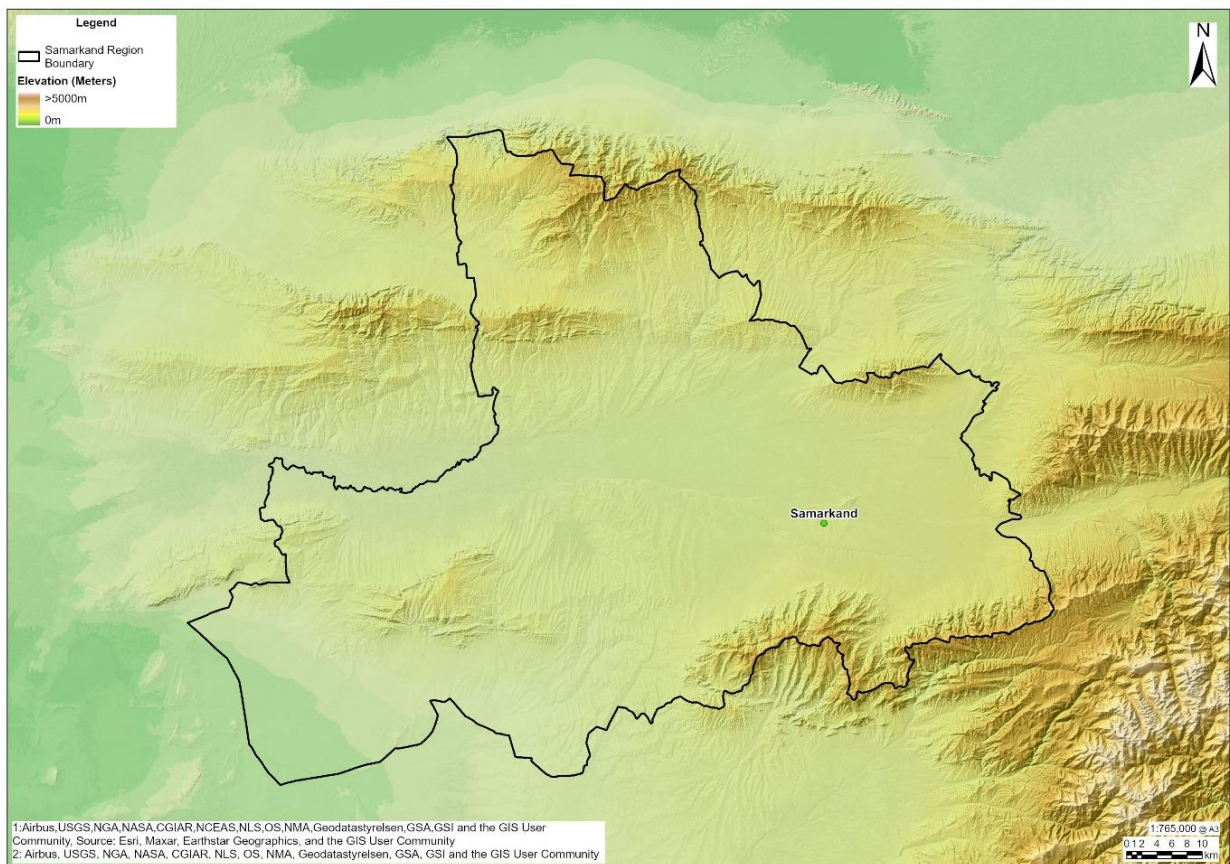 Legend
Samarkand Region
Boundary
Elevation (Meters)
>5000m
0m
N
Samarkand
1:Airbus,USGS,NGA,NASA,CGIAR,NCEAS,NLS,OS,NMA,Geodatastyrelsen,GSA,GSI and the GIS User
Community, Source: Esri, Maxar, Earthstar Geographics, and the GIS User Community
2: Airbus, USGS, NGA, NASA, CGIAR, NLS, OS, NMA, Geodatastyrelsen, GSA, GSI and the GIS User Community
1:765,000 @ A3
0 1 2 4 6 8 10
km